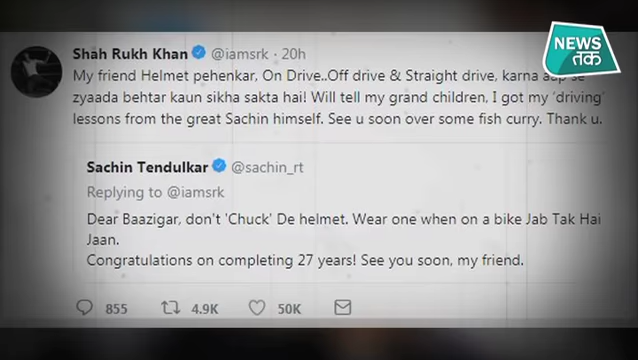 NEWS
तक
Shah Rukh Khan @iamsrk · 20h
My friend Helmet pehenkar, On Drive..Off drive & Straight drive, karna aap se
zyaada behtar kaun sikha sakta hai! Will tell my grand children, I got my 'driving'
lessons from the great Sachin himself. See u soon over some fish curry. Thank u.
Sachin Tendulkar @sachin_rt
Replying to @iamsrk
Dear Baazigar, don't 'Chuck' De helmet. Wear one when on a bike Jab Tak Hai
Jaan.
Congratulations on completing 27 years! See you soon, my friend.
855 4.9K 50K